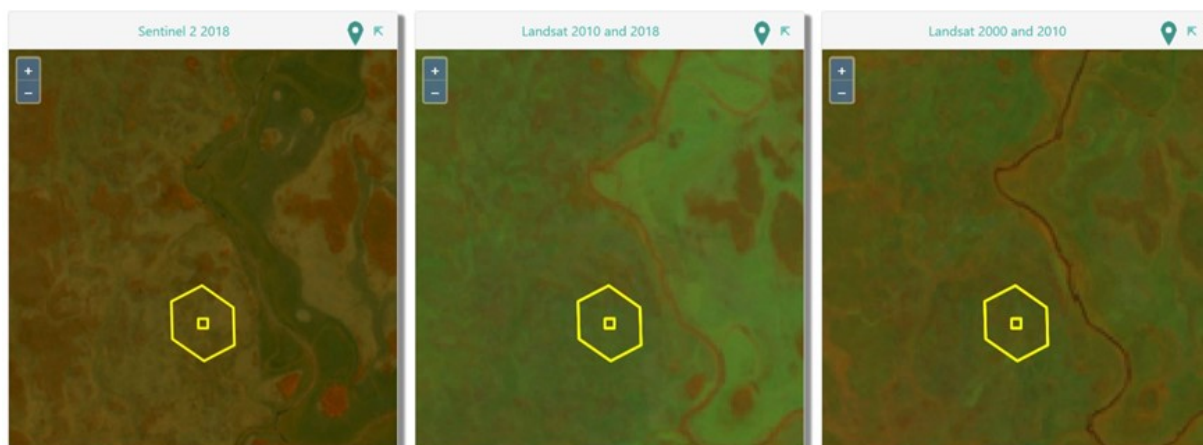 Sentinel 2 2018
Landsat 2010 and 2018
Landsat 2000 and 2010
+
−
+
−
+
−